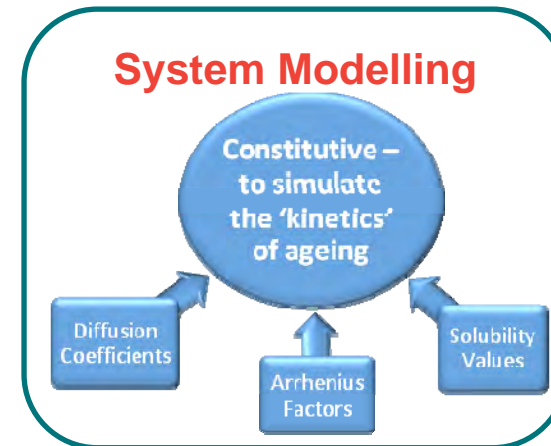 System Modelling
Constitutive –
to simulate
the ‘kinetics’
of ageing
Diffusion
Coefficients
Arrhenius
Factors
Solubility
Values